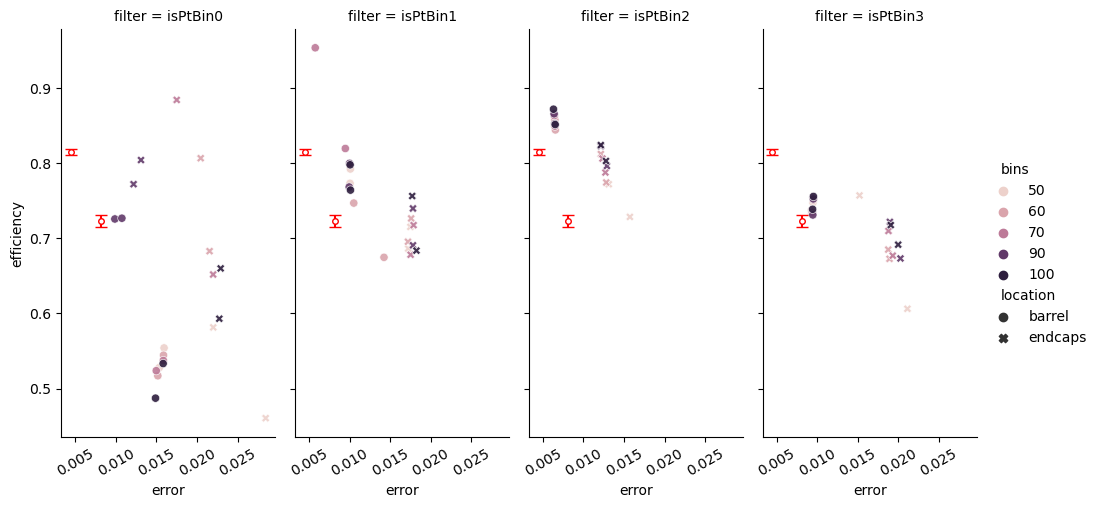 filter = isPtBin0
filter = isPtBin1
filter = isPtBin2
filter = isPtBin3
efficiency
0.9
0.8
0.7
0.6
0.5
0.005
0.010
0.015
0.020
0.025
0.005
0.010
0.015
0.020
0.025
0.005
0.010
0.015
0.020
0.025
0.005
0.010
0.015
0.020
0.025
error
error
error
error
bins
50
60
70
90
100
location
barrel
endcaps